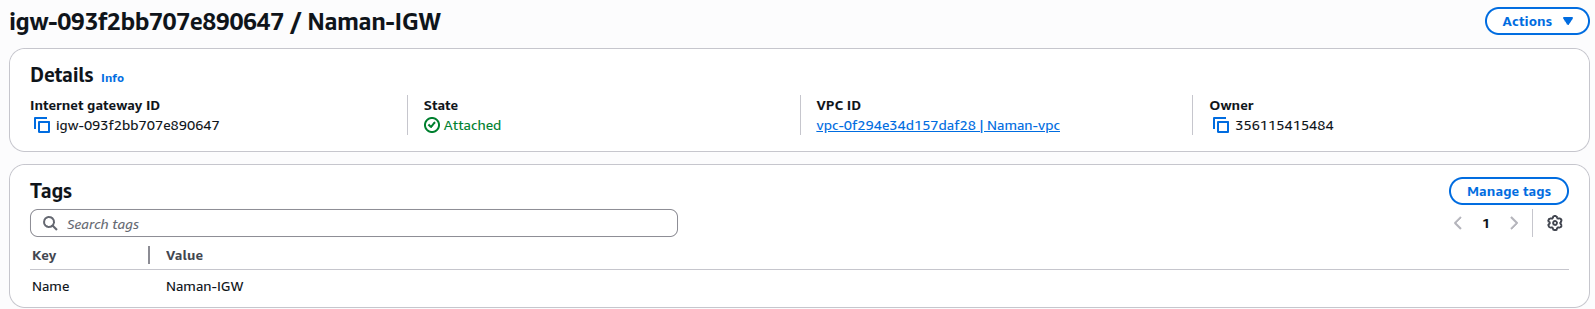 igw-093f2bb707e890647 / Naman-IGW
Actions
Details Info
Internet gateway ID
igw-093f2bb707e890647
State
Attached
VPC ID
vpc-0f294e34d157daf28 | Naman-vpc
Owner
356115415484
Tags
Manage tags
Search tags
1
Key Value
Name Naman-IGW